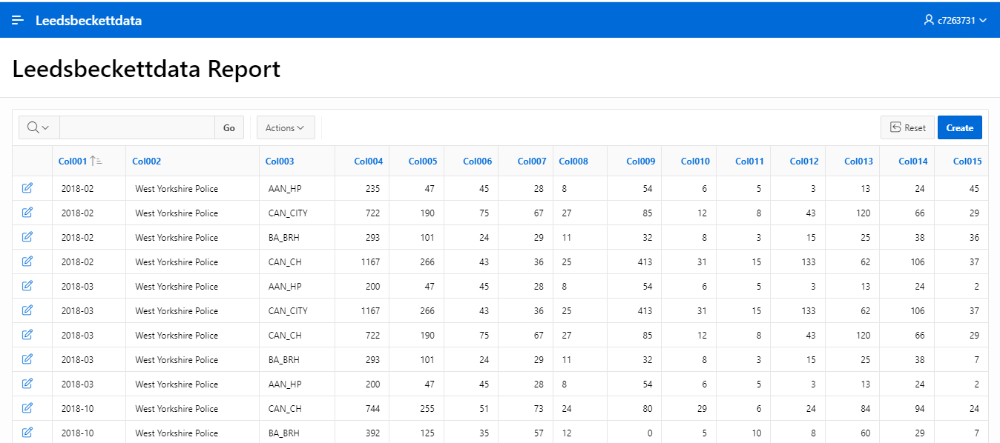 Leedsbeckettdata c7263731
Leedsbeckettdata Report
Go Actions Reset Create
Col001 Col002 Col003 Col004 Col005 Col006 Col007 Col008 Col009 Col010 Col011 Col012 Col013 Col014 Col015
2018-02 West Yorkshire Police AAN_HP 235 47 45 28 8 54 6 5 3 13 24 45
2018-02 West Yorkshire Police CAN_CITY 722 190 75 67 27 85 12 8 43 120 66 29
2018-02 West Yorkshire Police BA_BRH 293 101 24 29 11 32 8 3 15 25 38 36
2018-02 West Yorkshire Police CAN_CH 1167 266 43 36 25 413 31 15 133 62 106 37
2018-03 West Yorkshire Police AAN_HP 200 47 45 28 8 54 6 5 3 13 24 2
2018-03 West Yorkshire Police CAN_CITY 1167 266 43 36 25 413 31 15 133 62 106 37
2018-03 West Yorkshire Police CAN_CH 722 190 75 67 27 85 12 8 43 120 66 29
2018-03 West Yorkshire Police BA_BRH 293 101 24 29 11 32 8 3 15 25 38 7
2018-03 West Yorkshire Police AAN_HP 200 47 45 28 8 54 6 5 3 13 24 2
2018-10 West Yorkshire Police CAN_CH 744 255 51 73 24 80 29 6 24 84 94 24
2018-10 West Yorkshire Police BA_BRH 392 125 35 57 12 0 5 10 8 60 29 7